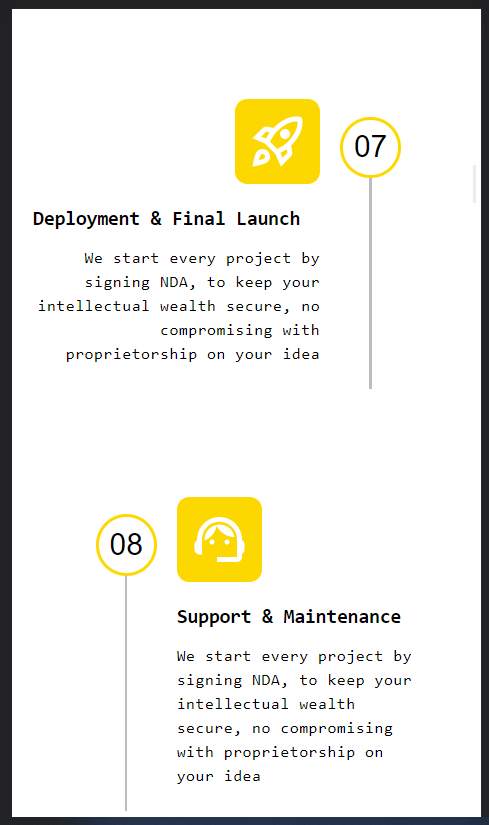 07
Deployment & Final Launch
We start every project by
signing NDA, to keep your
intellectual wealth secure, no
compromising with
proprietorship on your idea
08
Support & Maintenance
We start every project by
signing NDA, to keep your
intellectual wealth
secure, no compromising
with proprietorship on
your idea